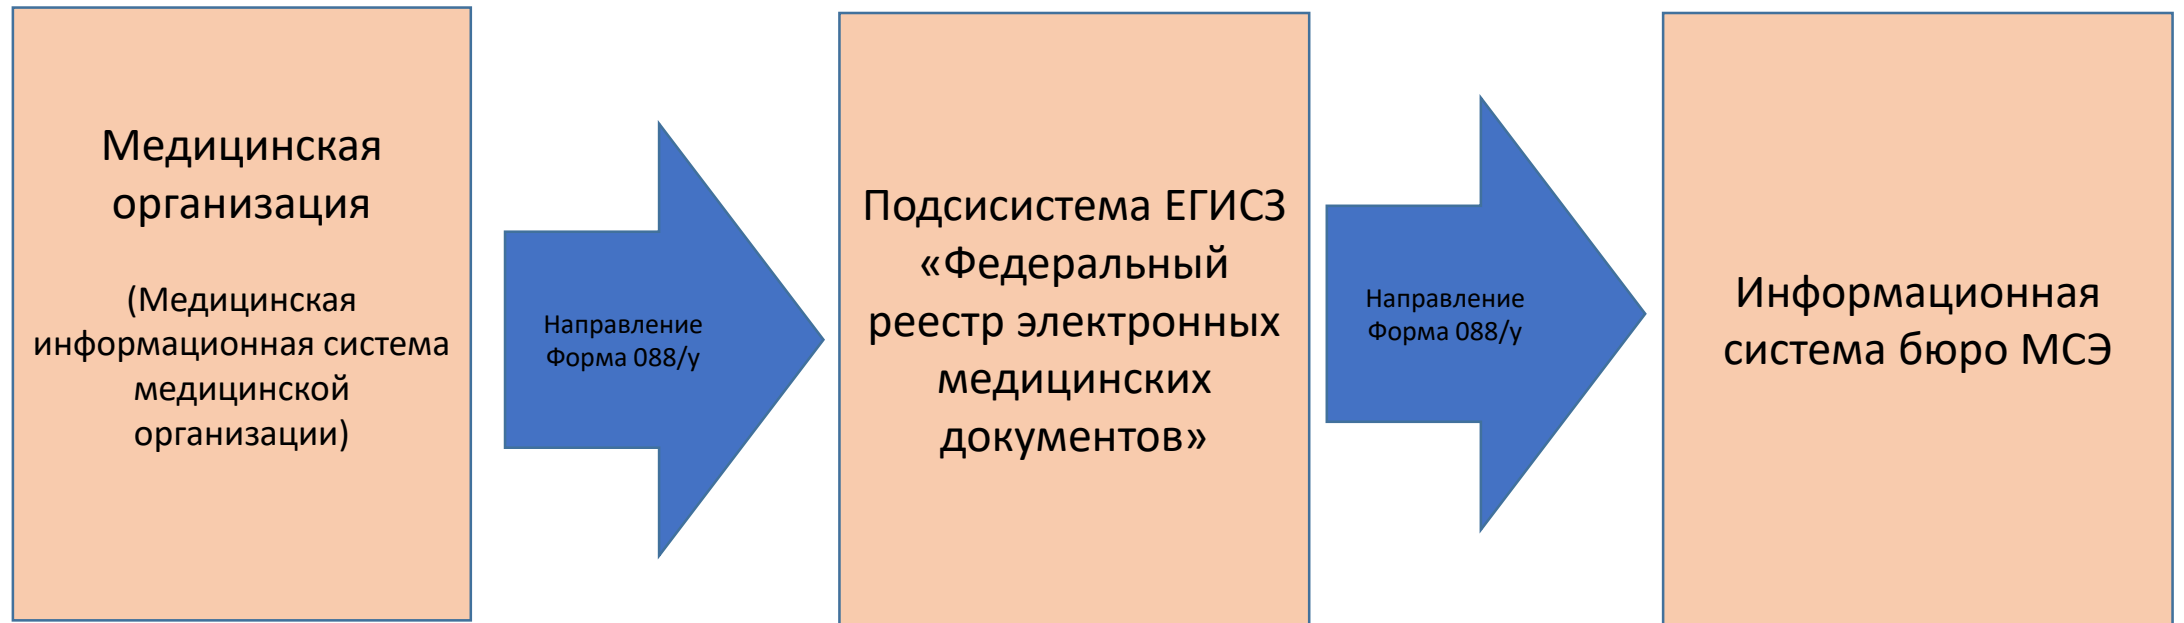 Медицинская
организация
(Медицинская
информационная система
медицинской
организации)
Направление
Форма 088/у
Подсисистема ЕГИСЗ
«Федеральный
реестр электронных
медицинских
документов»
Направление
Форма 088/у
Информационная
система бюро МСЭ